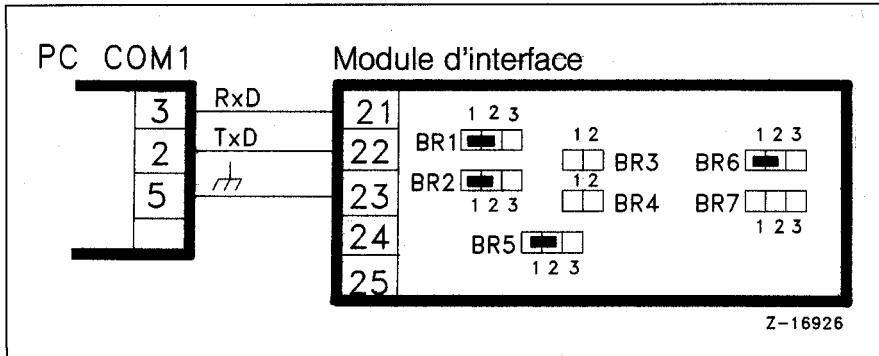 PC COM1
Module d'interface
3 RxD 21
2 TxD 22
5 23
24
25
1 2 3
BR1
BR2
1 2 3
1 2
BR3
1 2
BR4
1 2 3
BR6
BR7
1 2 3
BR5
1 2 3
Z-16926